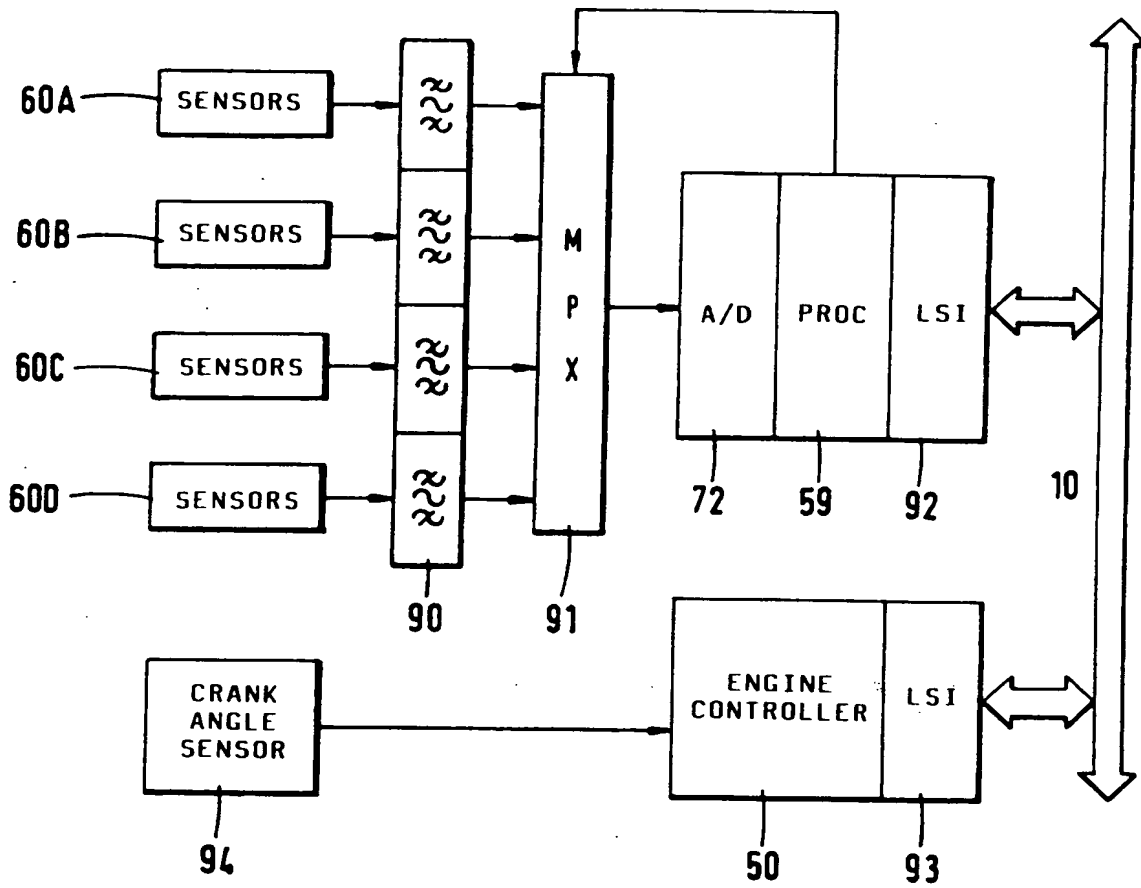 60A
SENSORS
60B
SENSORS
60C
SENSORS
60D
SENSORS
90
M
P
X
91
A/D
PROC
LSI
72
59
92
10
CRANK
ANGLE
SENSOR
94
ENGINE
CONTROLLER
LSI
50
93